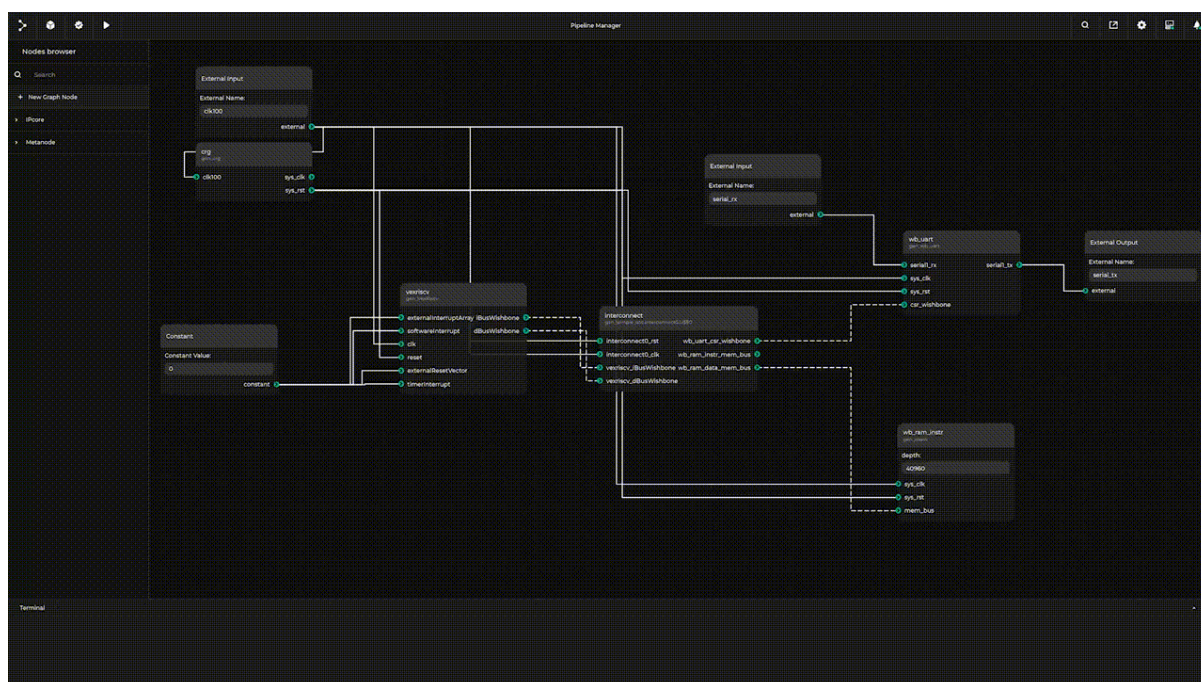 Pipeline Manager
Nodes browser
Search
+ New Graph Node
IPcore
Metanode
External Input
External Name:
clk100
external
crg
gen_crg
clk100
sys_clk
sys_rst
Constant
Constant Value:
0
constant
vexriscv
externalInterruptArray
iBusWishbone
softwareInterrupt
dBusWishbone
clk
reset
externalResetVector
timerInterrupt
interconnect
interconnect0_rst
wb_uart_csr_wishbone
interconnect0_clk
wb_ram_instr_mem_bus
vexriscv_iBusWishbone
wb_ram_data_mem_bus
vexriscv_dBusWishbone
External Input
External Name:
serial_rx
external
wb_uart
gen_wb_uart
serial1_rx
serial1_tx
sys_clk
sys_rst
csr_wishbone
External Output
External Name:
serial_tx
external
wb_ram_instr
depth:
40960
sys_clk
sys_rst
mem_bus
Terminal